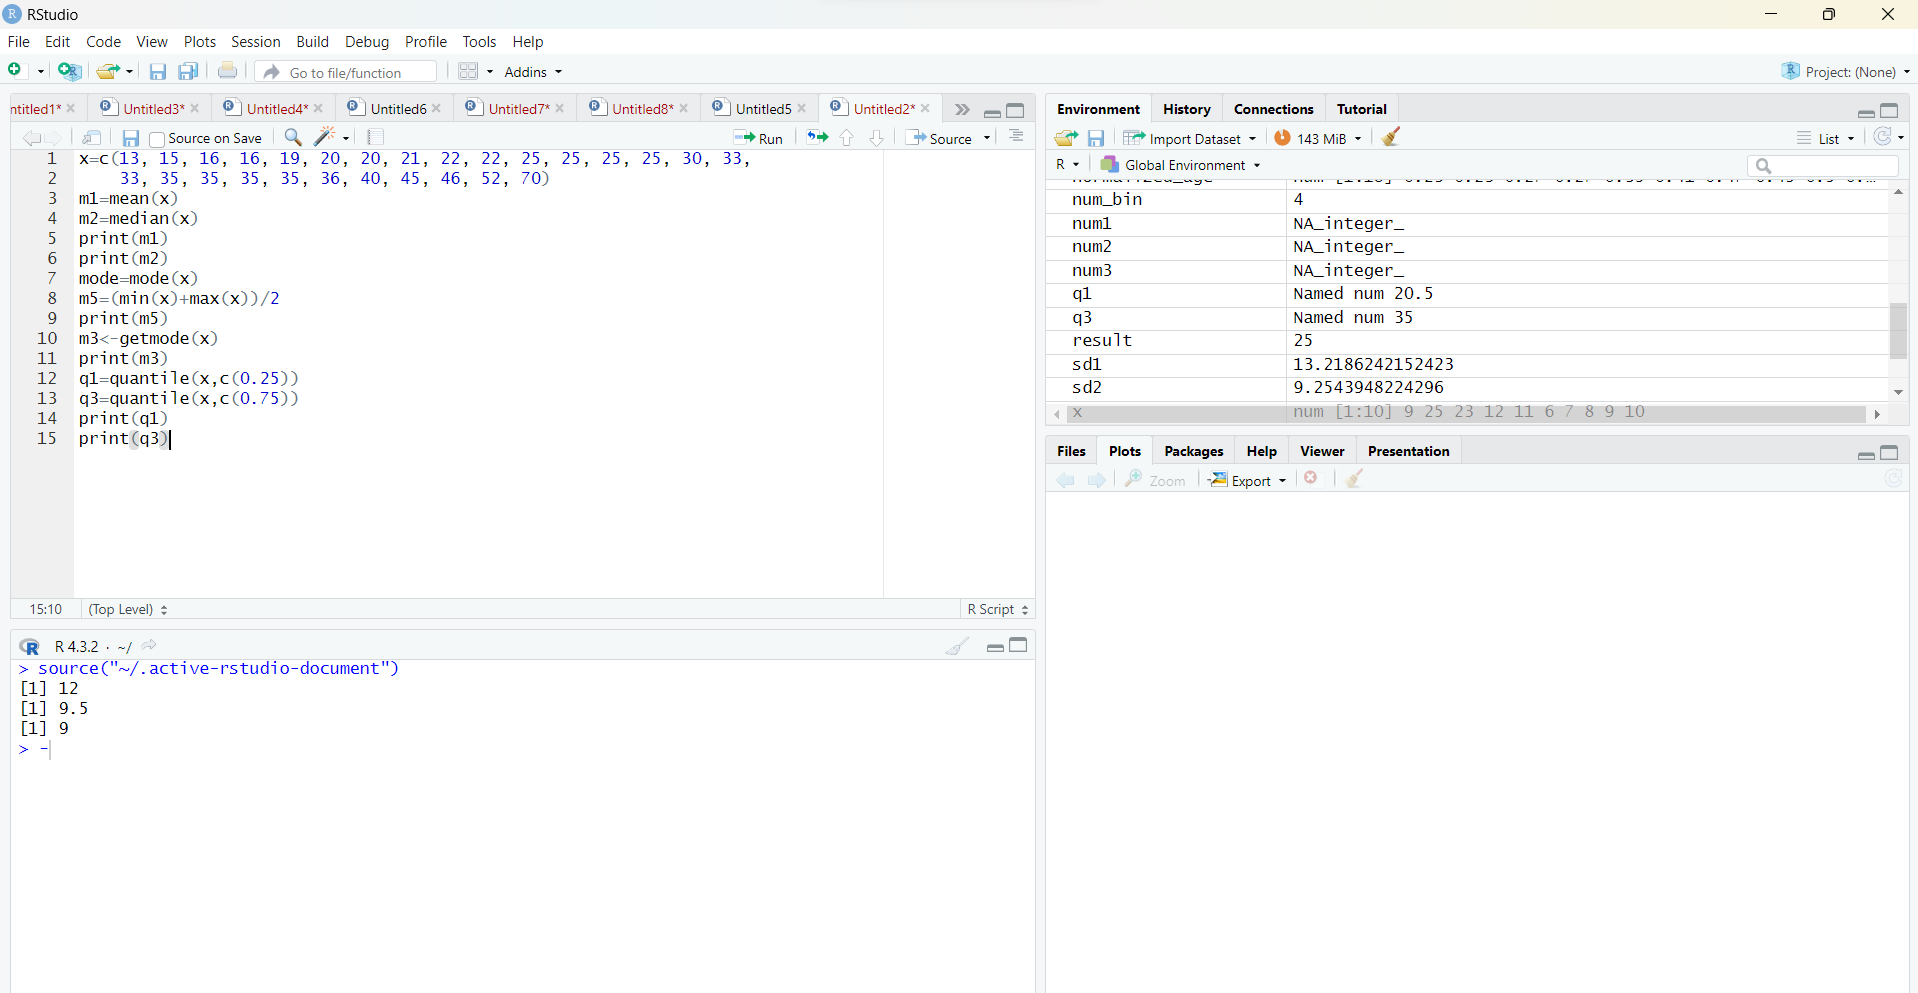 RStudio
File Edit Code View Plots Session Build Debug Profile Tools Help
Go to file/function Addins Project: (None)
ntitled1* Untitled3* Untitled4* Untitled6 Untitled7* Untitled8* Untitled5 Untitled2*
Source on Save Run Source
1 x=c(13, 15, 16, 16, 19, 20, 20, 21, 22, 22, 25, 25, 25, 25, 30, 33,
2 33, 35, 35, 35, 35, 36, 40, 45, 46, 52, 70)
3 m1=mean(x)
4 m2=median(x)
5 print(m1)
6 print(m2)
7 mode=mode(x)
8 m5=(min(x)+max(x))/2
9 print(m5)
10 m3<-getmode(x)
11 print(m3)
12 q1=quantile(x,c(0.25))
13 q3=quantile(x,c(0.75))
14 print(q1)
15 print(q3)
15:10 (Top Level) R Script
R 4.3.2 · ~/
> source("~/.active-rstudio-document")
[1] 12
[1] 9.5
[1] 9
> -
Environment History Connections Tutorial
Import Dataset 143 MiB List
R Global Environment
num_bin 4
num1 NA_integer_
num2 NA_integer_
num3 NA_integer_
q1 Named num 20.5
q3 Named num 35
result 25
sd1 13.2186242152423
sd2 9.2543948224296
x num [1:10] 9 25 23 12 11 6 7 8 9 10
Files Plots Packages Help Viewer Presentation
Zoom Export